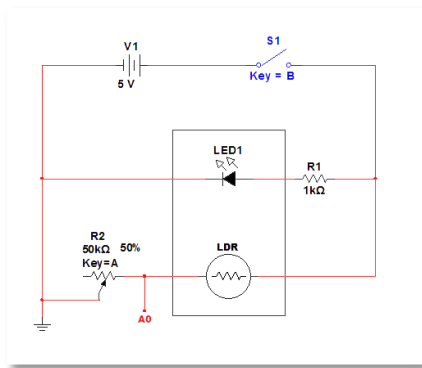 V1
5 V
S1
Key = B
LED1
R1
1kΩ
R2
50kΩ 50%
Key=A
LDR
A0